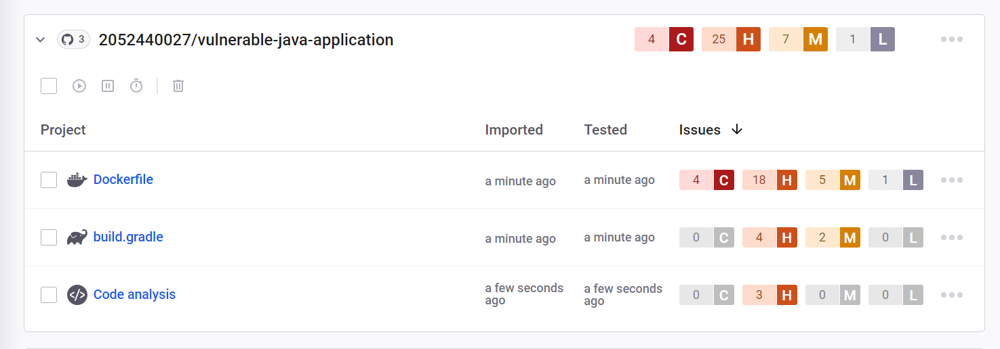 3 2052440027/vulnerable-java-application 4 C 25 H 7 M 1 L
Project Imported Tested Issues
Dockerfile a minute ago a minute ago 4 C 18 H 5 M 1 L
build.gradle a minute ago a minute ago 0 C 4 H 2 M 0 L
Code analysis a few seconds ago a few seconds ago 0 C 3 H 0 M 0 L